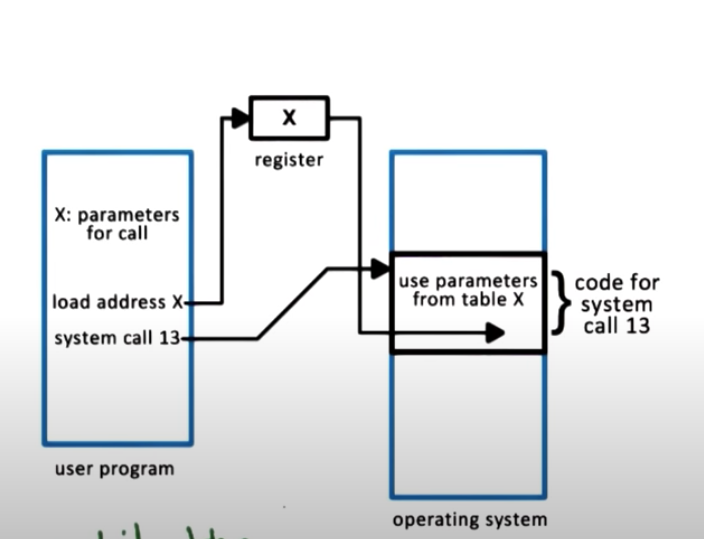 X
register
X: parameters
for call
load address X
system call 13
user program
use parameters
from table X
code for
system
call 13
operating system